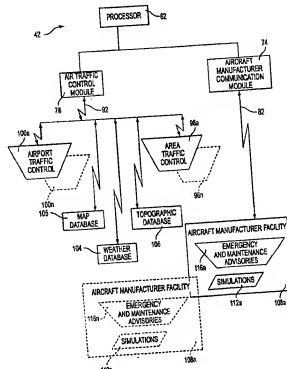 42
PROCESSOR
62
74
AIR TRAFFIC
CONTROL
MODULE
78
92
AIRCRAFT
MANUFACTURER
COMMUNICATION
MODULE
82
100a
AIRPORT
TRAFFIC
CONTROL
100n
96a
AREA
TRAFFIC
CONTROL
96n
105
MAP
DATABASE
TOPOGRAPHIC
DATABASE
106
104
WEATHER
DATABASE
AIRCRAFT MANUFACTURER FACILITY
EMERGENCY
AND MAINTENANCE
ADVISORIES
116a
SIMULATIONS
112a
108a
AIRCRAFT MANUFACTURER FACILITY
EMERGENCY
AND MAINTENANCE
ADVISORIES
116n
SIMULATIONS
108n